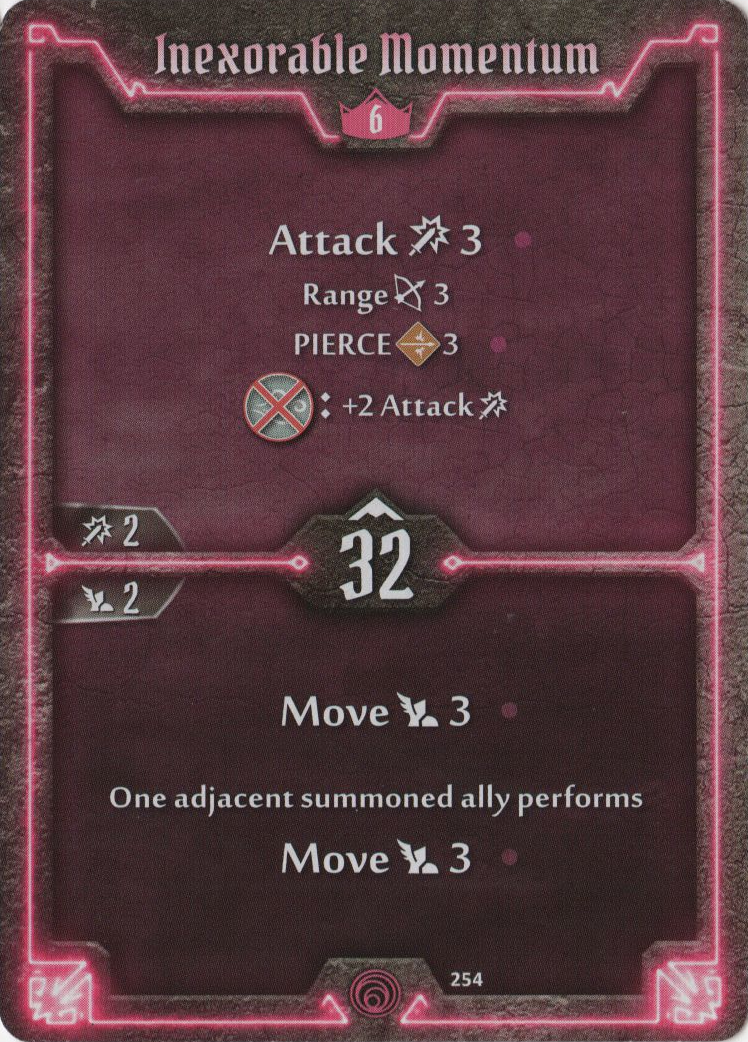 Inexorable Momentum
6
Attack 3
Range 3
PIERCE 3
: +2 Attack
2
32
2
Move 3
One adjacent summoned ally performs
Move 3
254